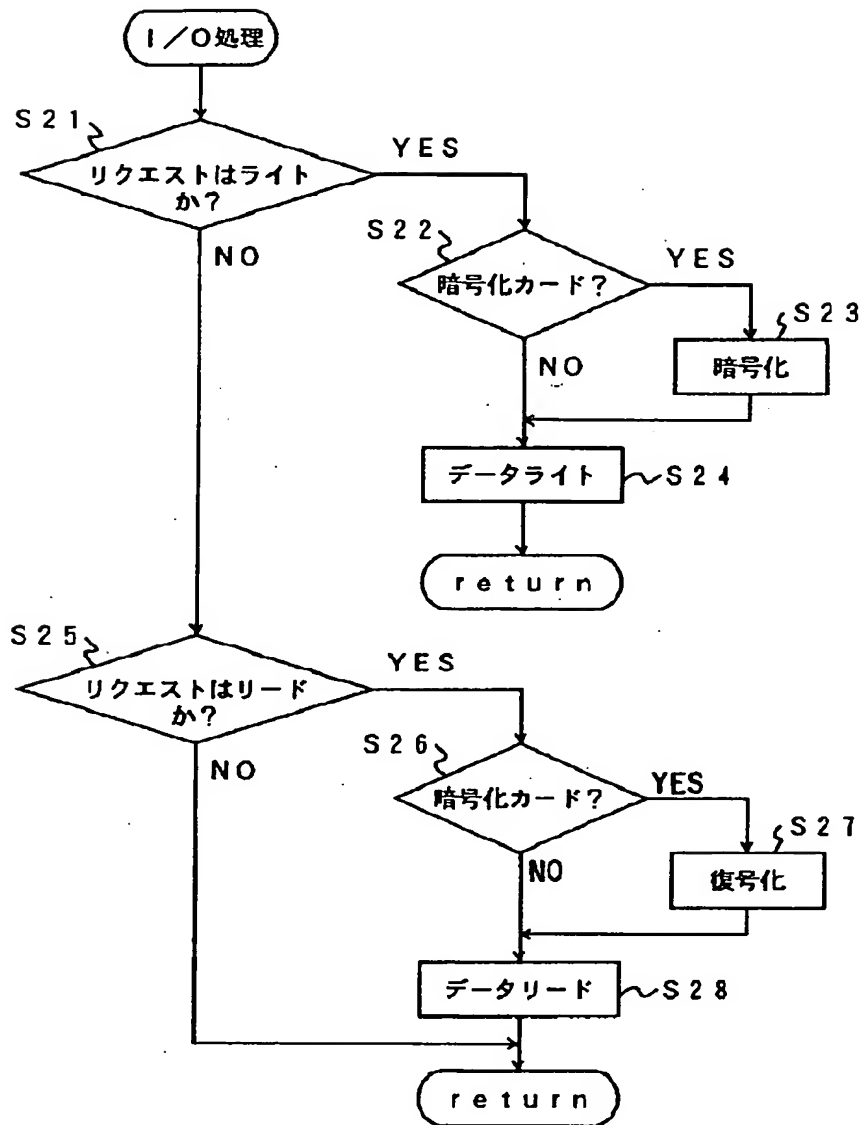 I/O処理
S21
リクエストはライト
か?
YES
NO
S22
暗号化カード?
YES
NO
S23
暗号化
データライト
S24
return
S25
リクエストはリード
か?
YES
NO
S26
暗号化カード?
YES
NO
S27
復号化
データリード
S28
return